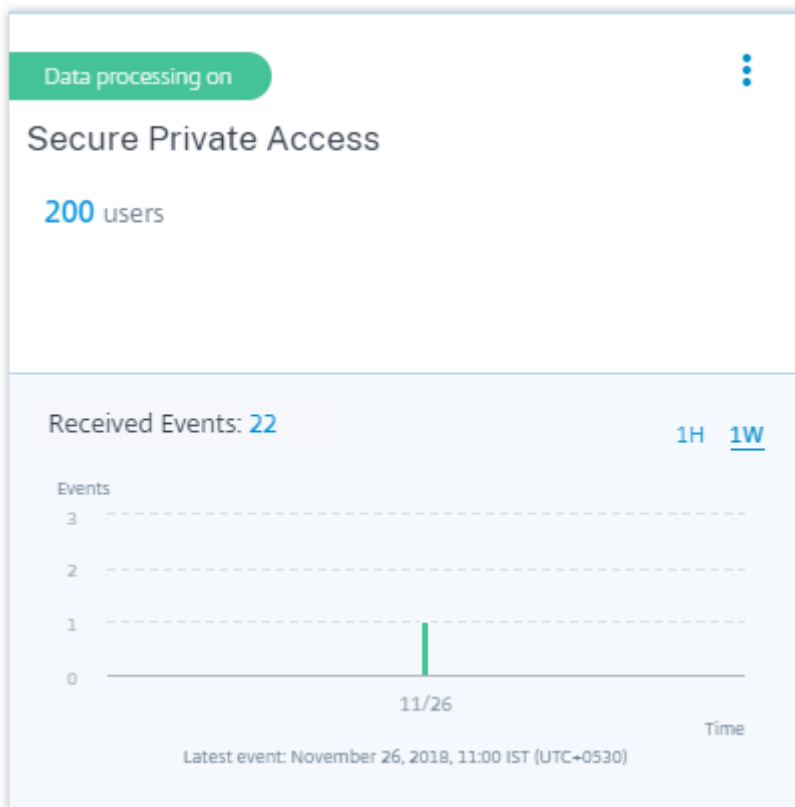 Data processing on
Secure Private Access
200 users
Received Events: 22
1H 1W
Events
3
2
1
0
11/26
Time
Latest event: November 26, 2018, 11:00 IST (UTC+0530)